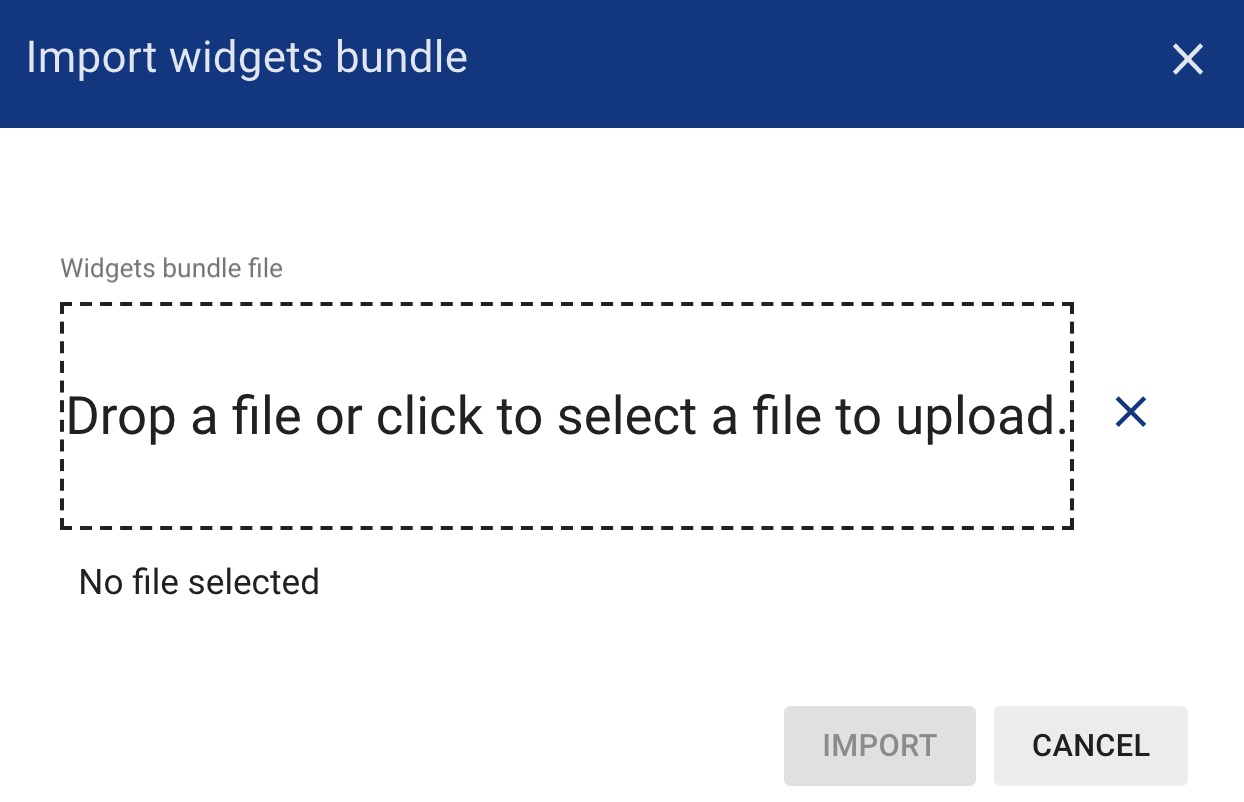 Import widgets bundle
Widgets bundle file
Drop a file or click to select a file to upload.
No file selected
IMPORT
CANCEL